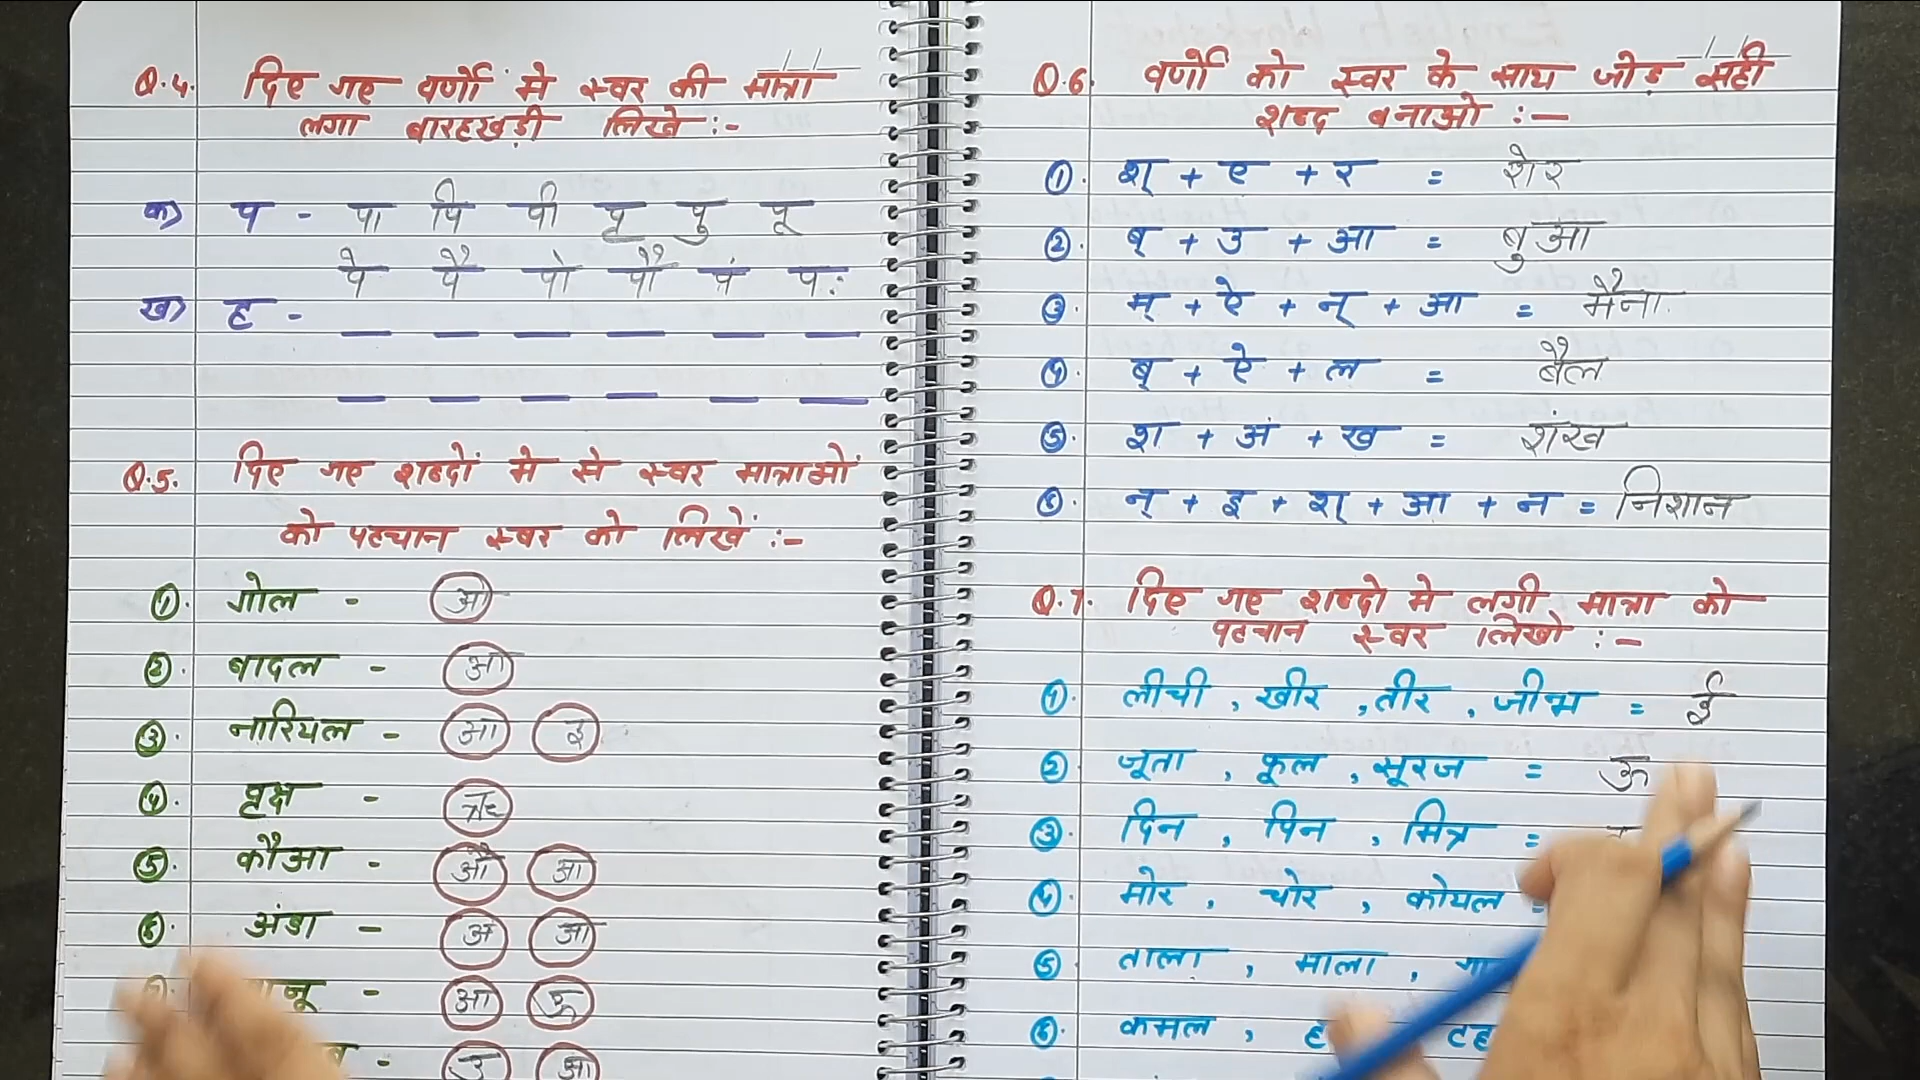 Q.4. दिए गए वर्णों मे स्वर की मात्रा
लगा बारहखड़ी लिखे :-
क) प - पा पि पी पृ पु पू
पे पै पो पौ पं पः
ख) ह -
Q.5. दिए गए शब्दों मे से स्वर मात्राओं
को पहचान स्वर को लिखें :-
1. गोल - ओ
2. बादल - आ
3. नारियल - आ इ
4. वृक्ष - ऋ
5. कौआ - औ आ
6. अंडा - अं आ
नू - आ ऊ
- उ आ
Q.6. वर्णों को स्वर के साथ जोड़ सही
शब्द बनाओ :-
1. श् + ए + र = शेर
2. ब् + उ + आ = बुआ
3. म् + ऐ + न् + आ = मैना
4. ब् + ऐ + ल = बैल
5. श + अं + ख = शंख
6. न् + इ + श् + आ + न = निशान
Q.7. दिए गए शब्दो मे लगी मात्रा को
पहचान स्वर लिखो :-
1. लीची , खीर , तीर , जीभ = ई
2. जूता , फूल , सूरज = ऊ
3. दिन , पिन , मित्र =
4. मोर , चोर , कोयल =
5. ताला , माला ,
6. कमल ,